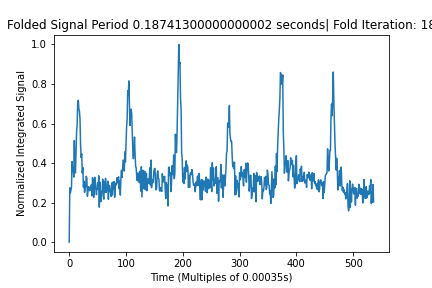 Folded Signal Period 0.18741300000000002 seconds| Fold Iteration: 18
1.0
0.8
0.6
0.4
0.2
0.0
Normalized Integrated Signal
0 100 200 300 400 500
Time (Multiples of 0.00035s)